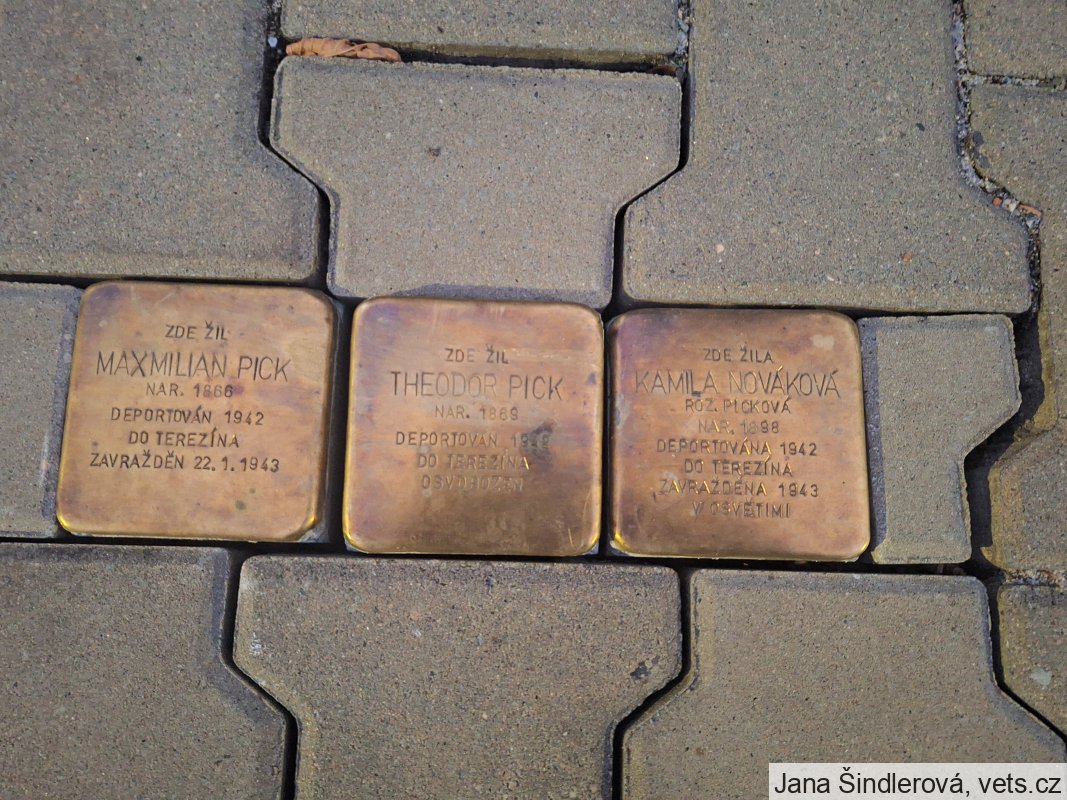 ZDE ŽIL
MAXMILIAN PICK
NAR. 1866
DEPORTOVÁN 1942
DO TEREZÍNA
ZAVRAŽDĚN 22.1.1943
ZDE ŽIL
THEODOR PICK
NAR. 1869
DEPORTOVÁN
DO TEREZÍNA
OSVOBOZEN
ZDE ŽILA
KAMILA NOVÁKOVÁ
ROZ. PICKOVÁ
NAR. 1898
DEPORTOVÁNA 1942
DO TEREZÍNA
ZAVRAŽDĚNA 1943
V OSVĚTIMI
Jana Šindlerová, vets.cz